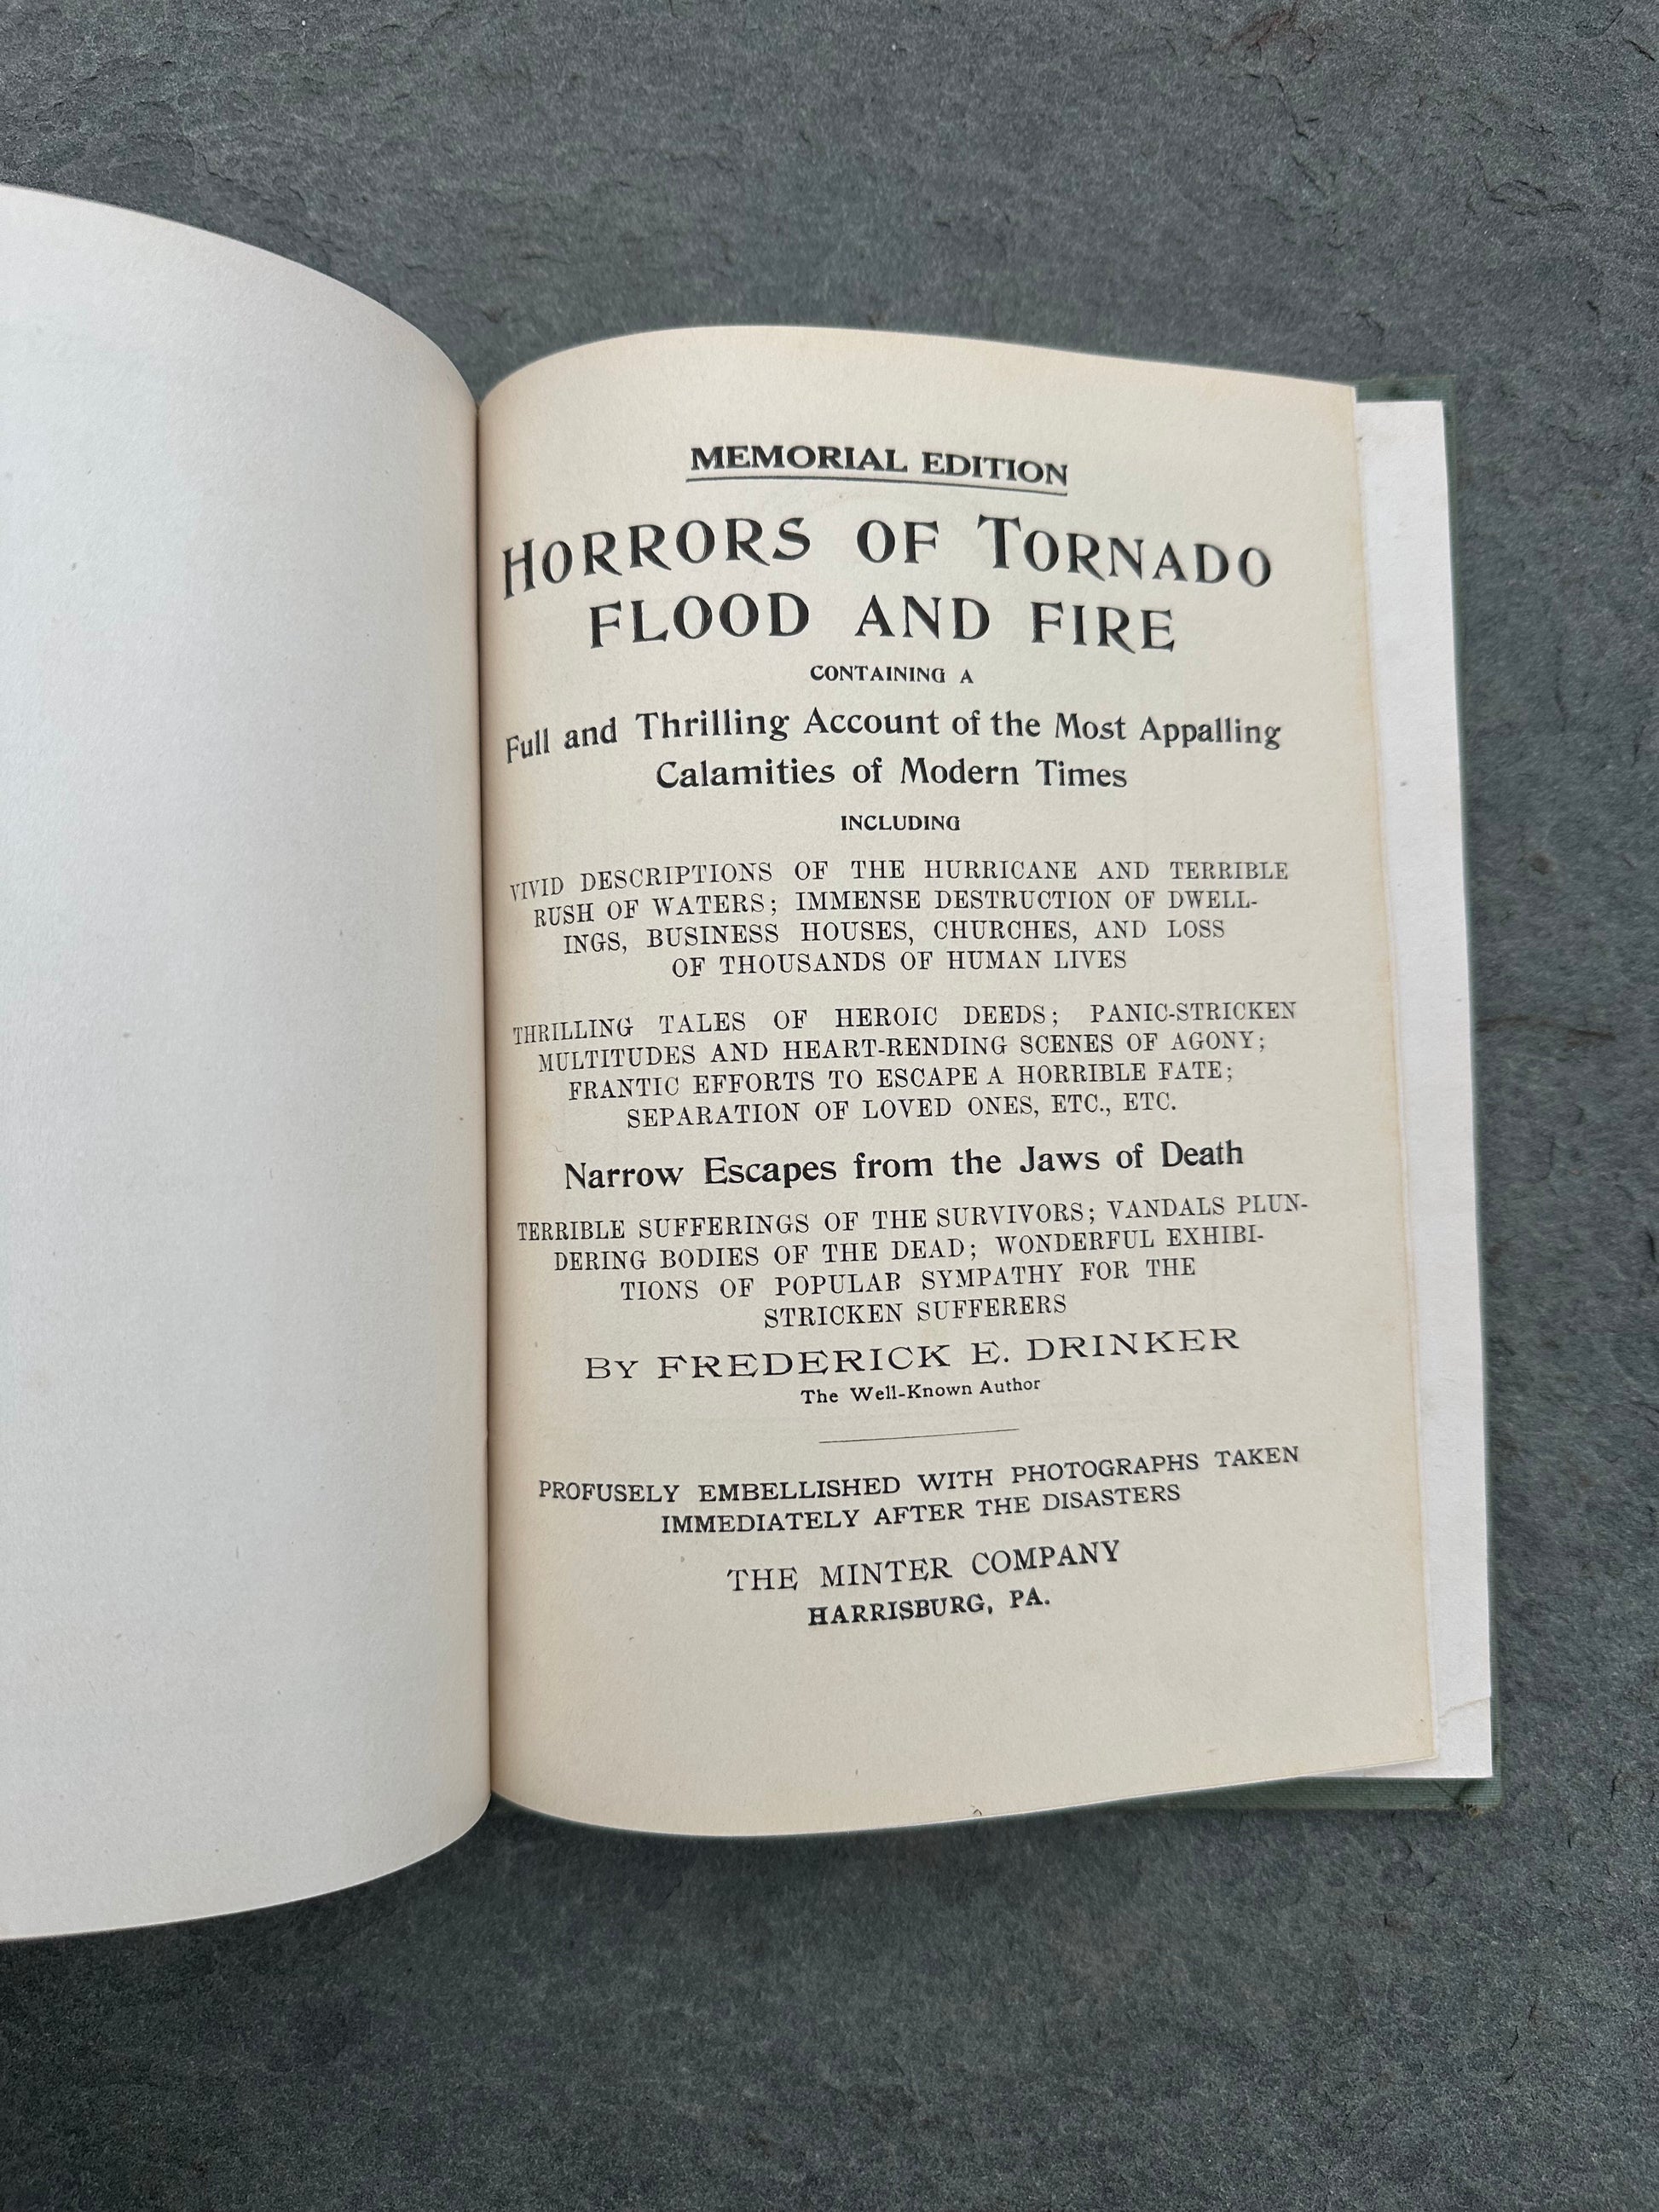 MEMORIAL EDITION
HORRORS OF TORNADO
FLOOD AND FIRE
CONTAINING A
Full and Thrilling Account of the Most Appalling
Calamities of Modern Times
INCLUDING
VIVID DESCRIPTIONS OF THE HURRICANE AND TERRIBLE
RUSH OF WATERS; IMMENSE DESTRUCTION OF DWELL-
INGS, BUSINESS HOUSES, CHURCHES, AND LOSS
OF THOUSANDS OF HUMAN LIVES
THRILLING TALES OF HEROIC DEEDS; PANIC-STRICKEN
MULTITUDES AND HEART-RENDING SCENES OF AGONY;
FRANTIC EFFORTS TO ESCAPE A HORRIBLE FATE;
SEPARATION OF LOVED ONES, ETC., ETC.
Narrow Escapes from the Jaws of Death
TERRIBLE SUFFERINGS OF THE SURVIVORS; VANDALS PLUN-
DERING BODIES OF THE DEAD; WONDERFUL EXHIBI-
TIONS OF POPULAR SYMPATHY FOR THE
STRICKEN SUFFERERS
BY FREDERICK E. DRINKER
The Well-Known Author
PROFUSELY EMBELLISHED WITH PHOTOGRAPHS TAKEN
IMMEDIATELY AFTER THE DISASTERS
THE MINTER COMPANY
HARRISBURG, PA.